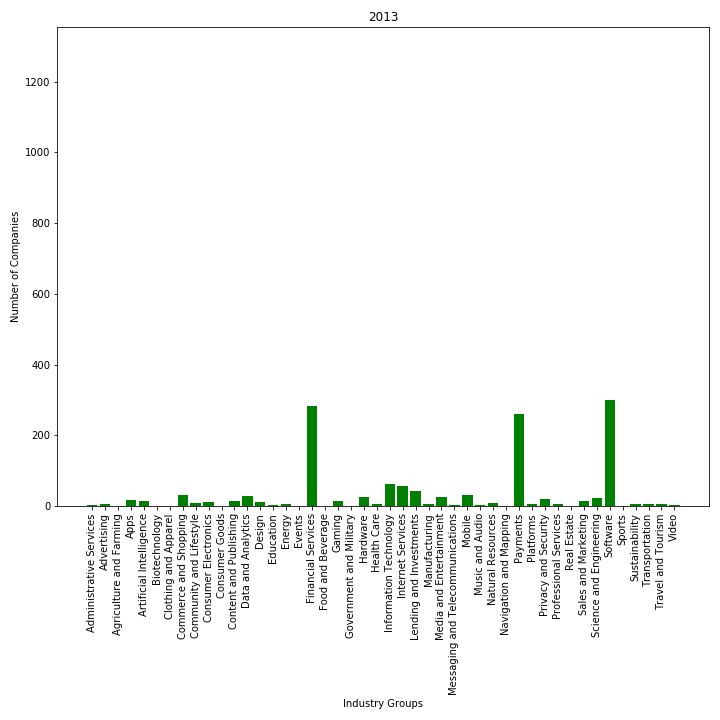 2013
1200
1000
800
600
400
200
0
Number of Companies
Administrative Services
Advertising
Agriculture and Farming
Apps
Artificial Intelligence
Biotechnology
Clothing and Apparel
Commerce and Shopping
Community and Lifestyle
Consumer Electronics
Consumer Goods
Content and Publishing
Data and Analytics
Design
Education
Energy
Events
Financial Services
Food and Beverage
Gaming
Government and Military
Hardware
Health Care
Information Technology
Internet Services
Lending and Investments
Manufacturing
Media and Entertainment
Messaging and Telecommunications
Mobile
Music and Audio
Natural Resources
Navigation and Mapping
Payments
Platforms
Privacy and Security
Professional Services
Real Estate
Sales and Marketing
Science and Engineering
Software
Sports
Sustainability
Transportation
Travel and Tourism
Video
Industry Groups